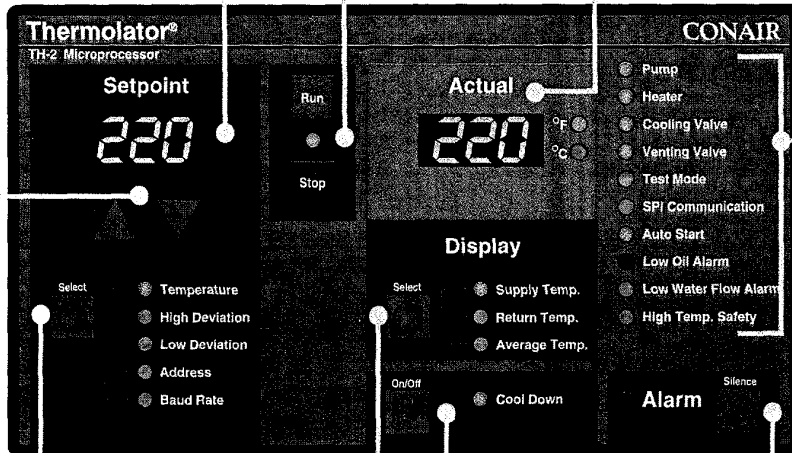 Thermolator®
TH-2 Microprocessor
CONAIR
Setpoint
220
Select
Temperature
High Deviation
Low Deviation
Address
Baud Rate
Run
Stop
Actual
220
°F
°C
Display
Select
Supply Temp.
Return Temp.
Average Temp.
On/Off
Cool Down
Pump
Heater
Cooling Valve
Venting Valve
Test Mode
SPI Communication
Auto Start
Low Oil Alarm
Low Water Flow Alarm
High Temp. Safety
Alarm
Silence